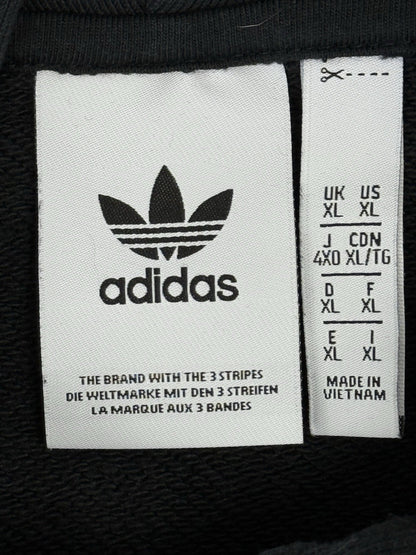 adidas
THE BRAND WITH THE 3 STRIPES
DIE WELTMARKE MIT DEN 3 STREIFEN
LA MARQUE AUX 3 BANDES
UK US
XL XL
J CDN
4XO XL/TG
D F
XL XL
E I
XL XL
MADE IN
VIETNAM